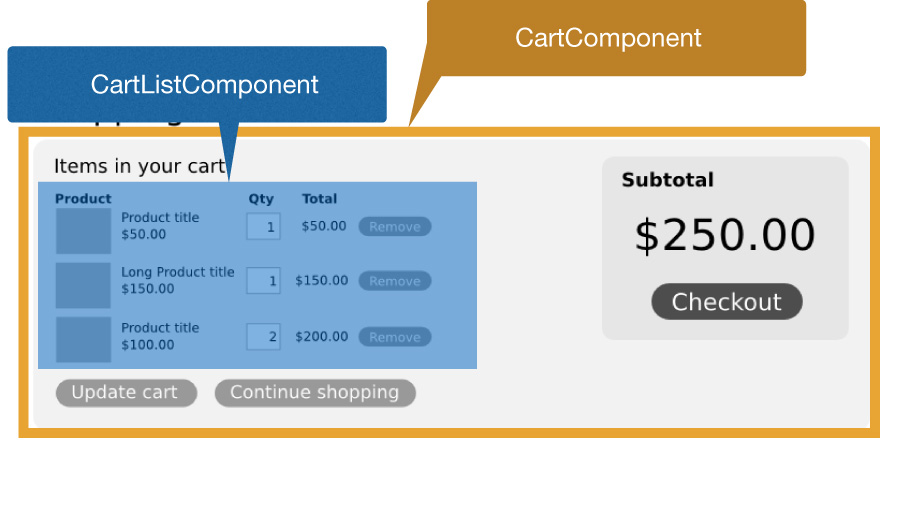 CartComponent
CartListComponent
Items in your cart
Product Qty Total
Product title
$50.00 1 $50.00 Remove
Long Product title
$150.00 1 $150.00 Remove
Product title
$100.00 2 $200.00 Remove
Update cart Continue shopping
Subtotal
$250.00
Checkout